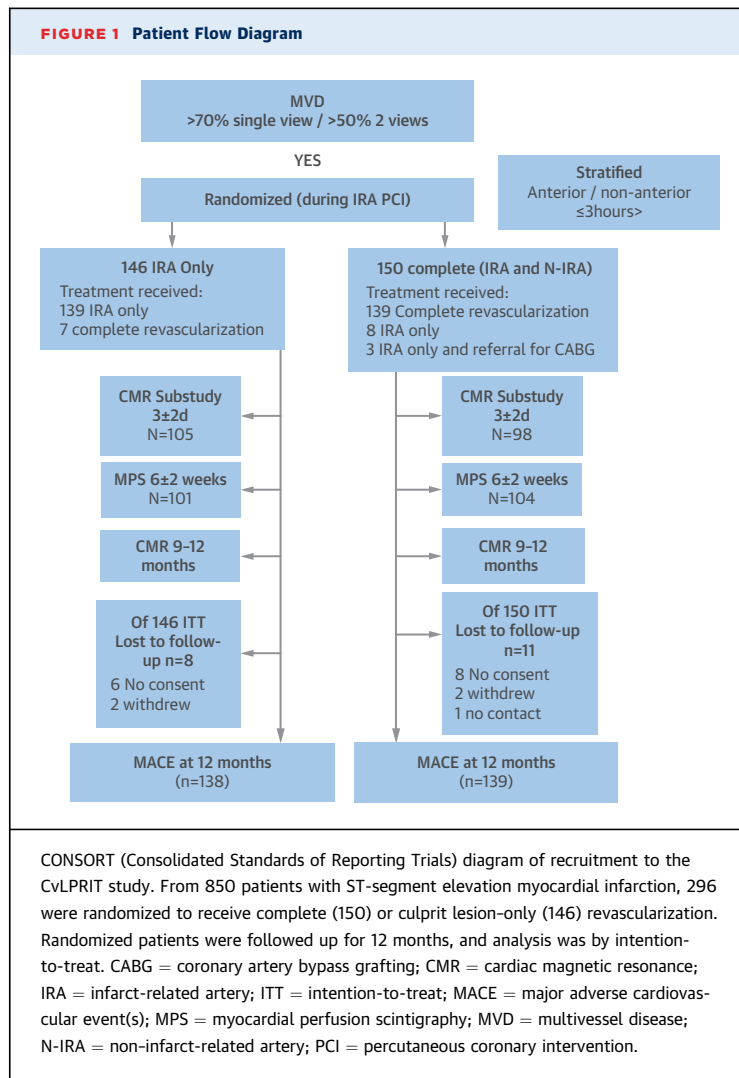 FIGURE 1 Patient Flow Diagram
MVD
>70% single view / >50% 2 views
YES
Stratified
Anterior / non-anterior
≤3hours>
Randomized (during IRA PCI)
146 IRA Only
Treatment received:
139 IRA only
7 complete revascularization
150 complete (IRA and N-IRA)
Treatment received:
139 Complete revascularization
8 IRA only
3 IRA only and referral for CABG
CMR Substudy
3±2d
N=105
CMR Substudy
3±2d
N=98
MPS 6±2 weeks
N=101
MPS 6±2 weeks
N=104
CMR 9–12
months
CMR 9–12
months
Of 146 ITT
Lost to follow-
up n=8
6 No consent
2 withdrew
Of 150 ITT
Lost to follow-up
n=11
8 No consent
2 withdrew
1 no contact
MACE at 12 months
(n=138)
MACE at 12 months
(n=139)
CONSORT (Consolidated Standards of Reporting Trials) diagram of recruitment to the
CvLPRIT study. From 850 patients with ST-segment elevation myocardial infarction, 296
were randomized to receive complete (150) or culprit lesion-only (146) revascularization.
Randomized patients were followed up for 12 months, and analysis was by intention-
to-treat. CABG = coronary artery bypass grafting; CMR = cardiac magnetic resonance;
IRA = infarct-related artery; ITT = intention-to-treat; MACE = major adverse cardiovas-
cular event(s); MPS = myocardial perfusion scintigraphy; MVD = multivessel disease;
N-IRA = non-infarct-related artery; PCI = percutaneous coronary intervention.